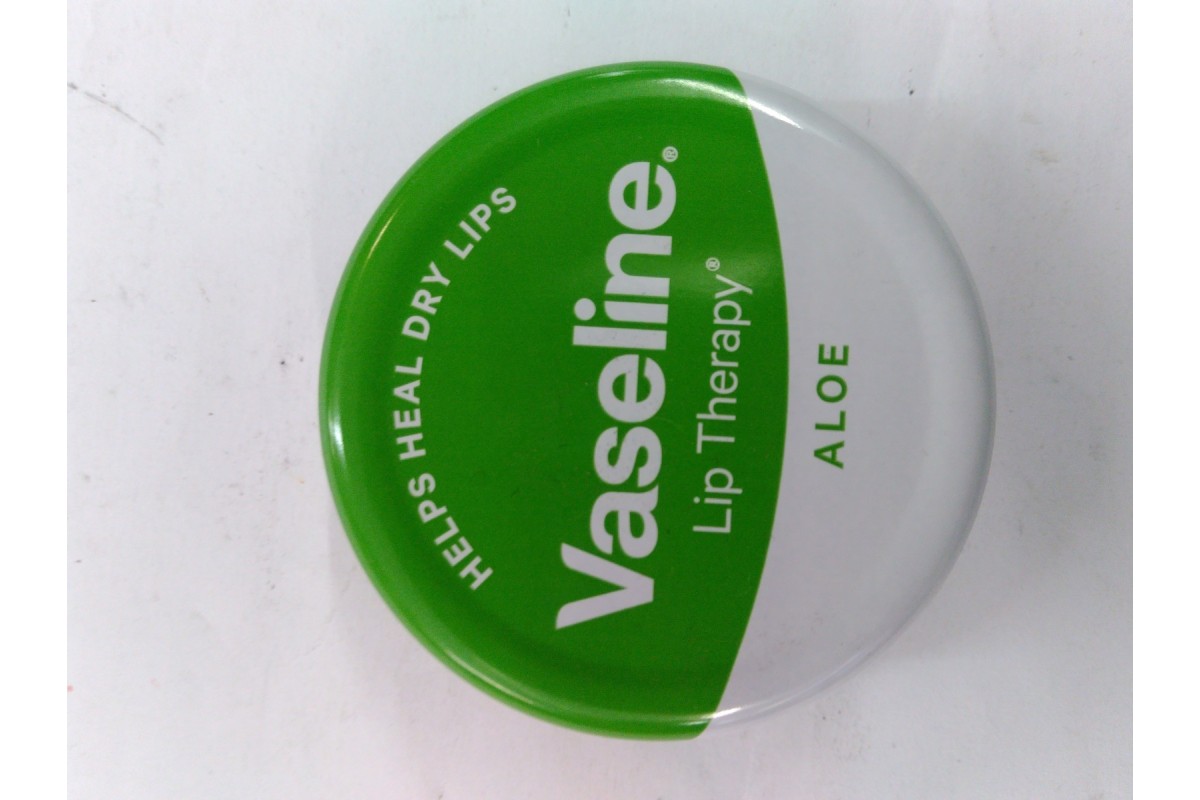 HELPS HEAL DRY LIPS
Vaseline®
Lip Therapy®
ALOE